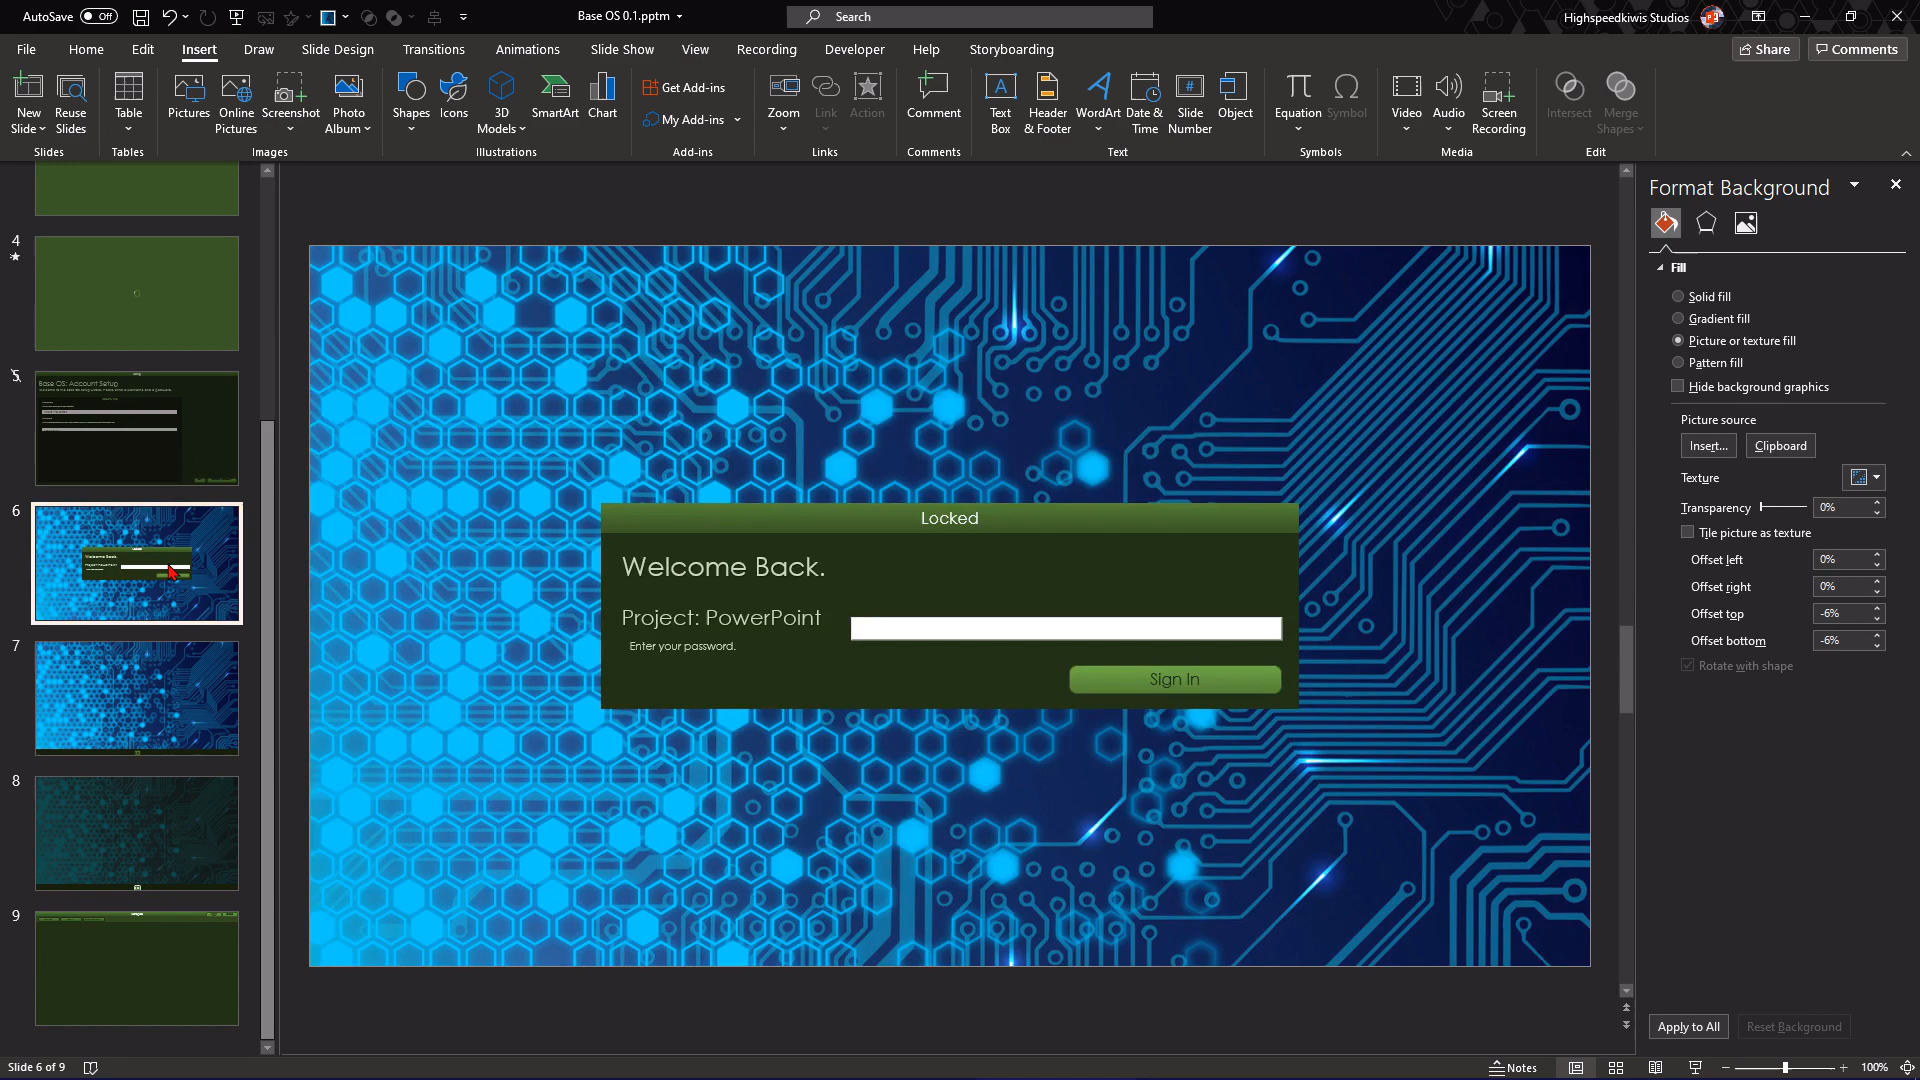 AutoSave Off
Base OS 0.1.pptm
Search
Highspeedkiwis Studios
File Home Edit Insert Draw Slide Design Transitions Animations Slide Show View Recording Developer Help Storyboarding
Share Comments
New Slide
Reuse Slides
Table
Pictures
Online Pictures
Screenshot
Photo Album
Shapes
Icons
3D Models
SmartArt
Chart
Get Add-ins
My Add-ins
Zoom
Link
Action
Comment
Text Box
Header & Footer
WordArt
Date & Time
Slide Number
Object
Equation
Symbol
Video
Audio
Screen Recording
Intersect
Merge Shapes
Slides Tables Images Illustrations Add-ins Links Comments Text Symbols Media Edit
4
5
Base OS: Account Setup
6
7
8
9
Locked
Welcome Back.
Project: PowerPoint
Enter your password.
Sign In
Format Background
Fill
Solid fill
Gradient fill
Picture or texture fill
Pattern fill
Hide background graphics
Picture source
Insert... Clipboard
Texture
Transparency 0%
Tile picture as texture
Offset left 0%
Offset right 0%
Offset top -6%
Offset bottom -6%
Rotate with shape
Apply to All Reset Background
Slide 6 of 9
Notes
100%